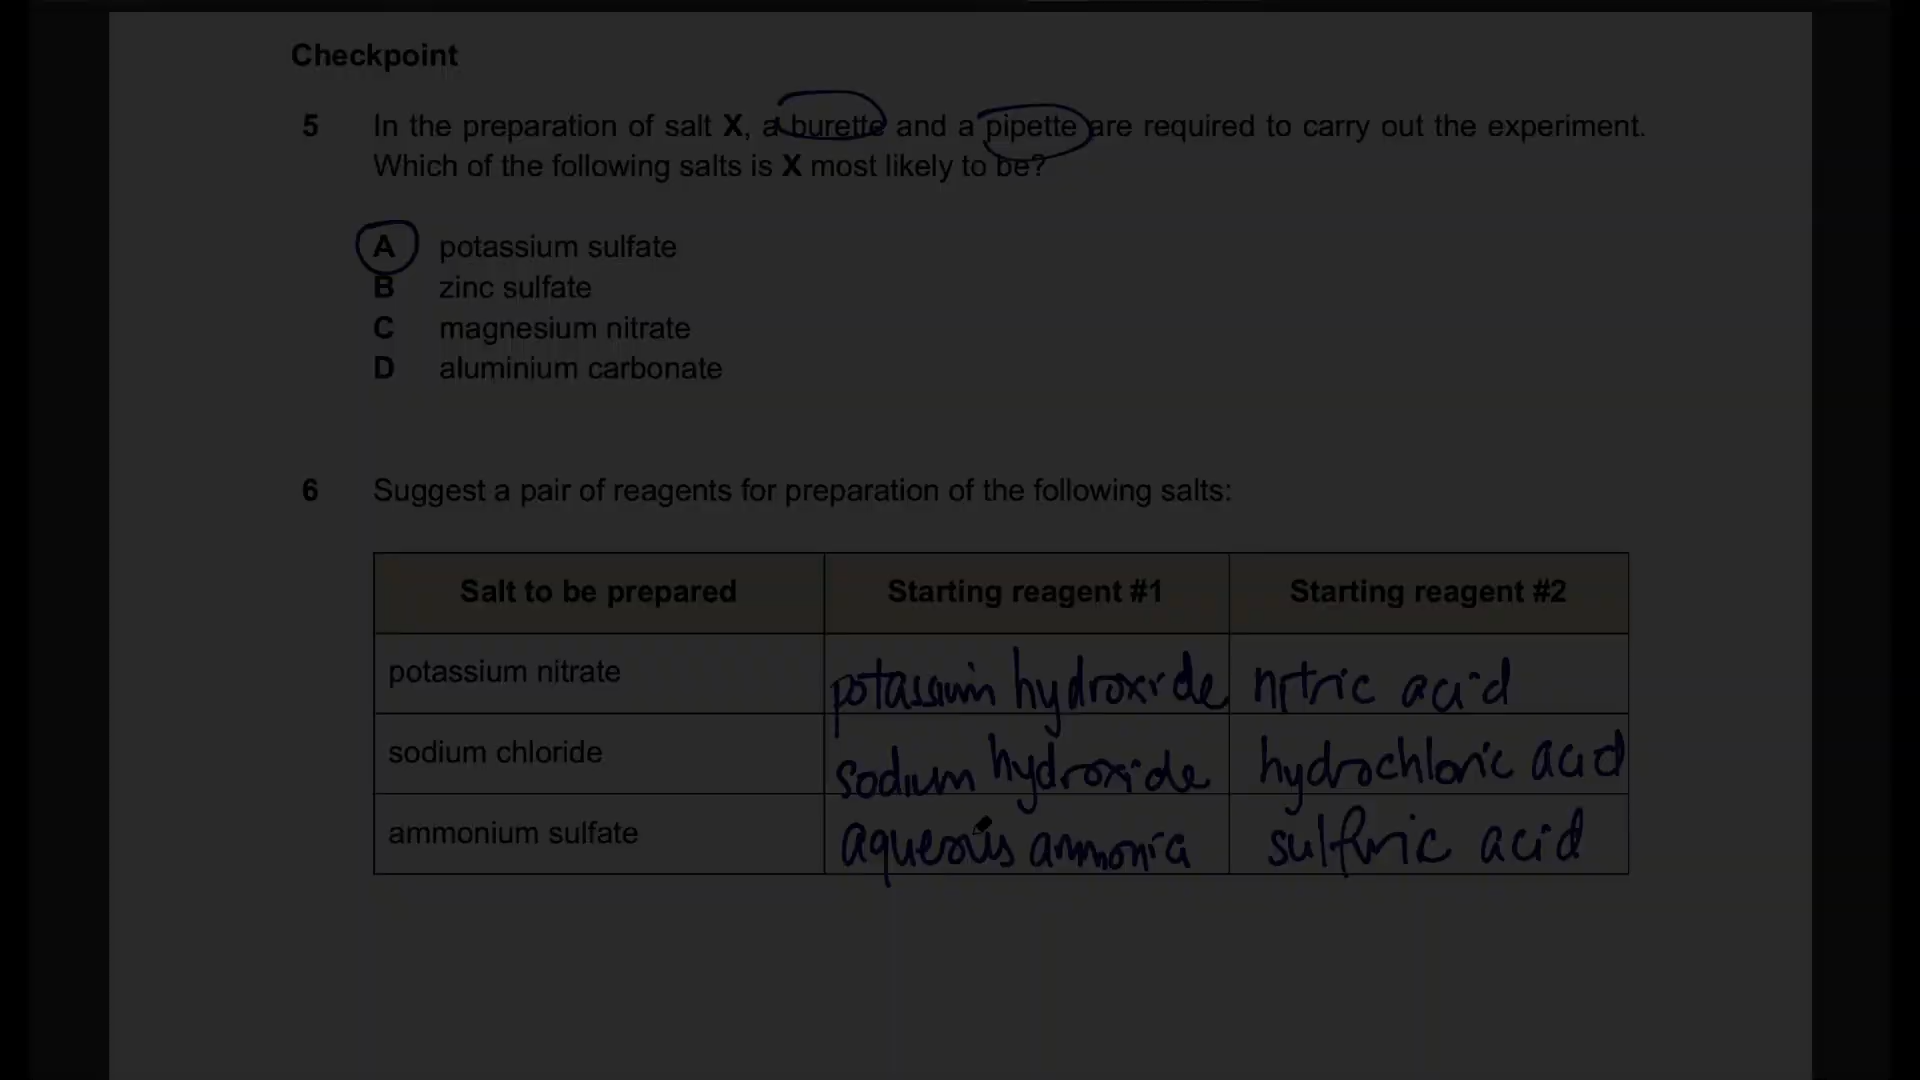 Checkpoint
5 In the preparation of salt X, a burette and a pipette are required to carry out the experiment.
Which of the following salts is X most likely to be?
A potassium sulfate
B zinc sulfate
C magnesium nitrate
D aluminium carbonate
6 Suggest a pair of reagents for preparation of the following salts:
Salt to be prepared Starting reagent #1 Starting reagent #2
potassium nitrate potassium hydroxide nitric acid
sodium chloride sodium hydroxide hydrochloric acid
ammonium sulfate aqueous ammonia sulfuric acid